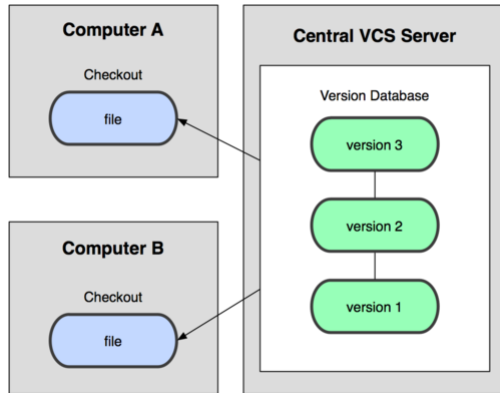 Computer A
Checkout
file
Computer B
Checkout
file
Central VCS Server
Version Database
version 3
version 2
version 1